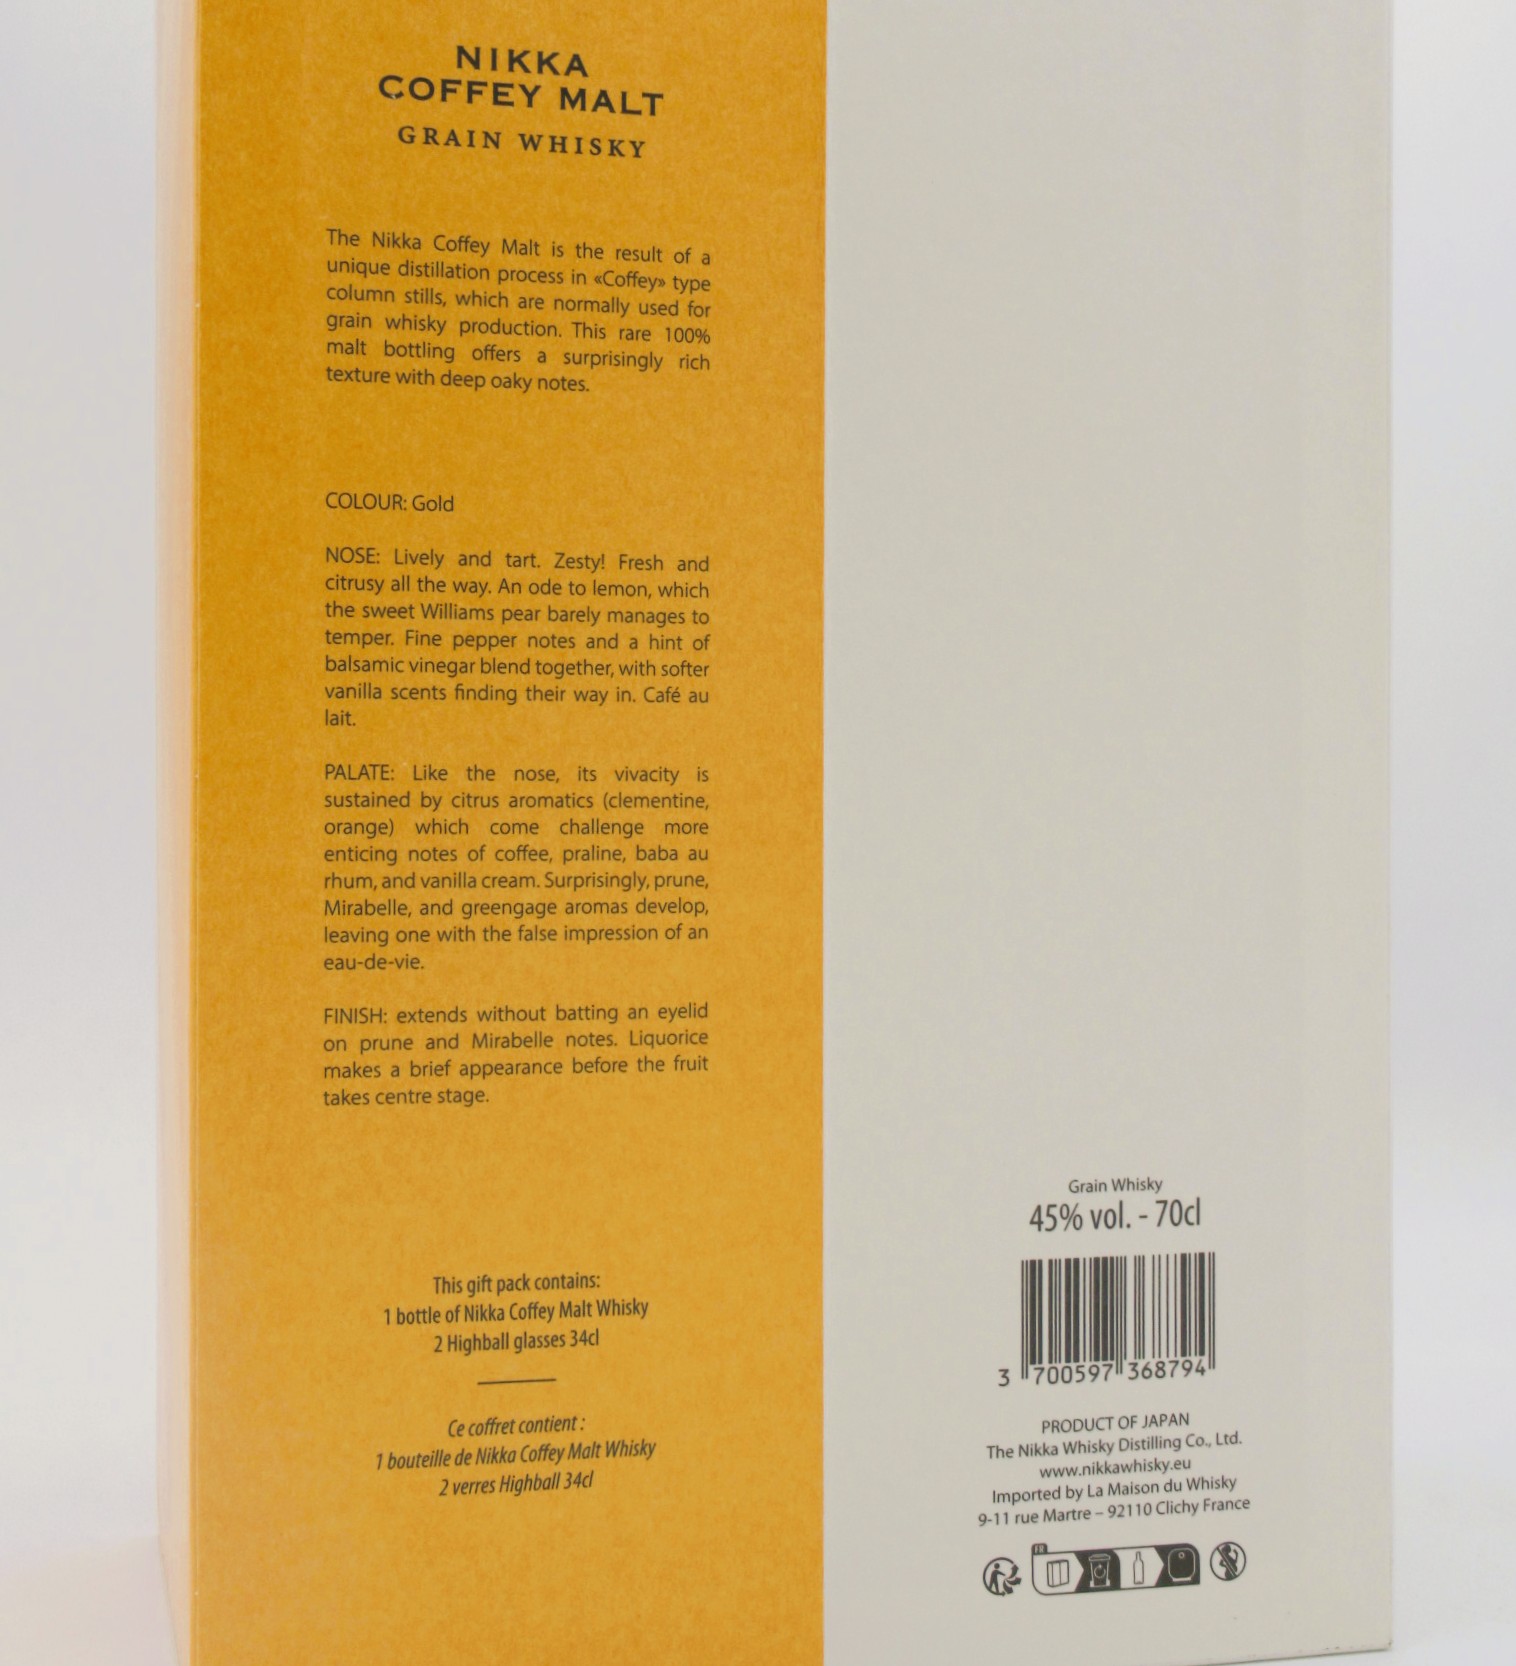 NIKKA
COFFEY MALT
GRAIN WHISKY
The Nikka Coffey Malt is the result of a
unique distillation process in «Coffey» type
column stills, which are normally used for
grain whisky production. This rare 100%
malt bottling offers a surprisingly rich
texture with deep oaky notes.
COLOUR: Gold
NOSE: Lively and tart. Zesty! Fresh and
citrusy all the way. An ode to lemon, which
the sweet Williams pear barely manages to
temper. Fine pepper notes and a hint of
balsamic vinegar blend together, with softer
vanilla scents finding their way in. Café au
lait.
PALATE: Like the nose, its vivacity is
sustained by citrus aromatics (clementine,
orange) which come challenge more
enticing notes of coffee, praline, baba au
rhum, and vanilla cream. Surprisingly, prune,
Mirabelle, and greengage aromas develop,
leaving one with the false impression of an
eau-de-vie.
FINISH: extends without batting an eyelid
on prune and Mirabelle notes. Liquorice
makes a brief appearance before the fruit
takes centre stage.
This gift pack contains:
1 bottle of Nikka Coffey Malt Whisky
2 Highball glasses 34cl
Ce coffret contient :
1 bouteille de Nikka Coffey Malt Whisky
2 verres Highball 34cl
Grain Whisky
45% vol. - 70cl
3 700597 368794
PRODUCT OF JAPAN
The Nikka Whisky Distilling Co., Ltd.
www.nikkawhisky.eu
Imported by La Maison du Whisky
9-11 rue Martre – 92110 Clichy France
FR